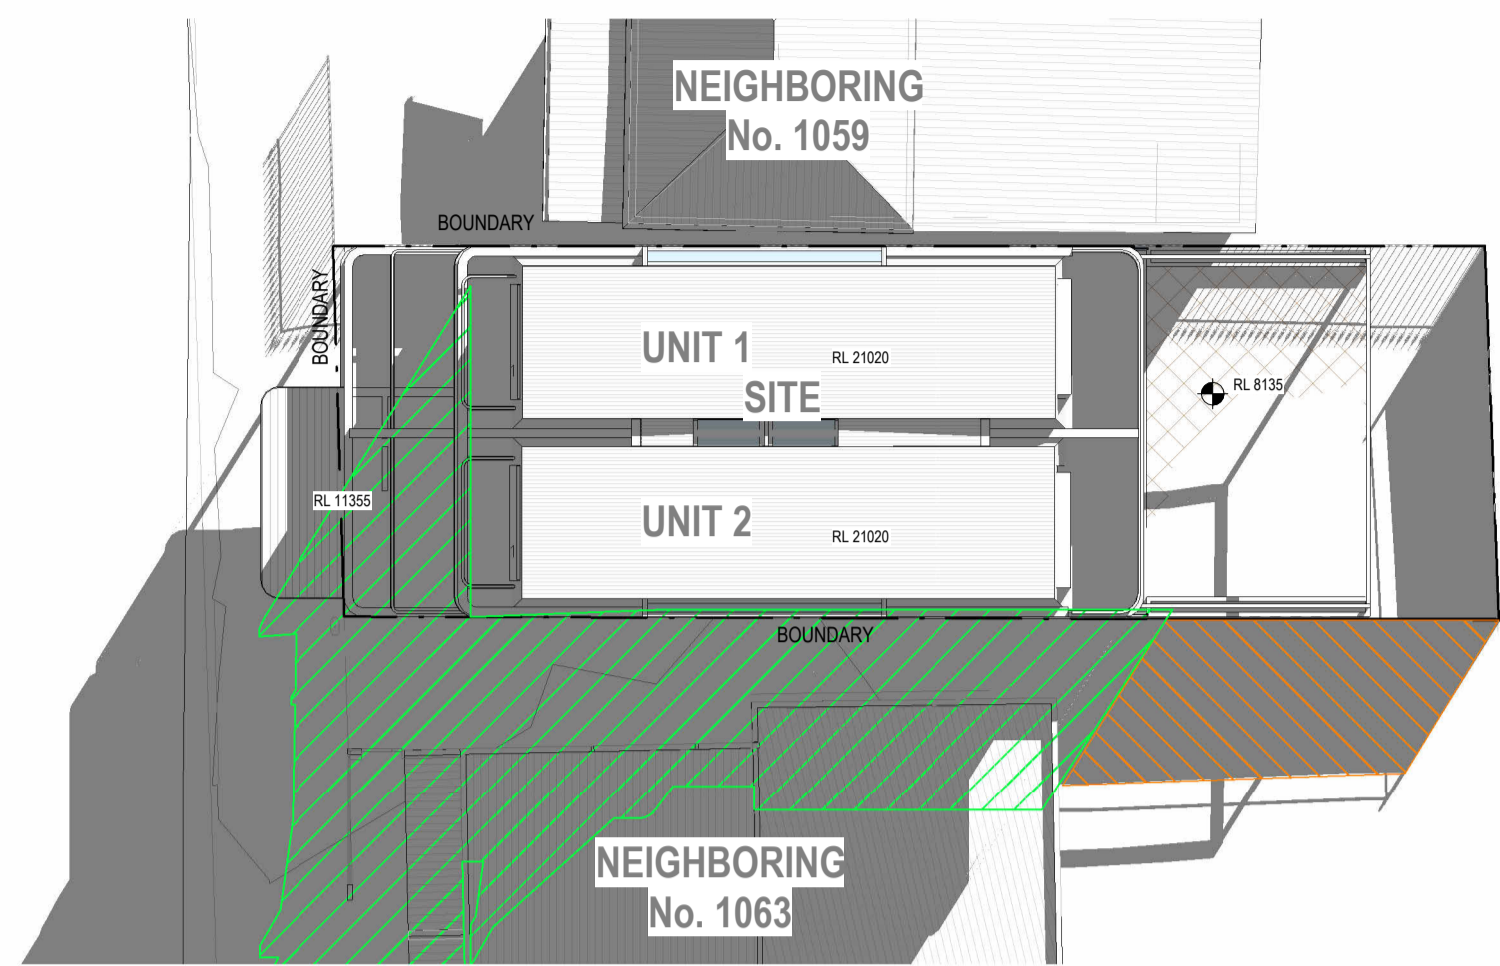 NEIGHBORING
No. 1059
BOUNDARY
BOUNDARY
UNIT 1
RL 21020
SITE
RL 8135
RL 11355
UNIT 2
RL 21020
BOUNDARY
NEIGHBORING
No. 1063